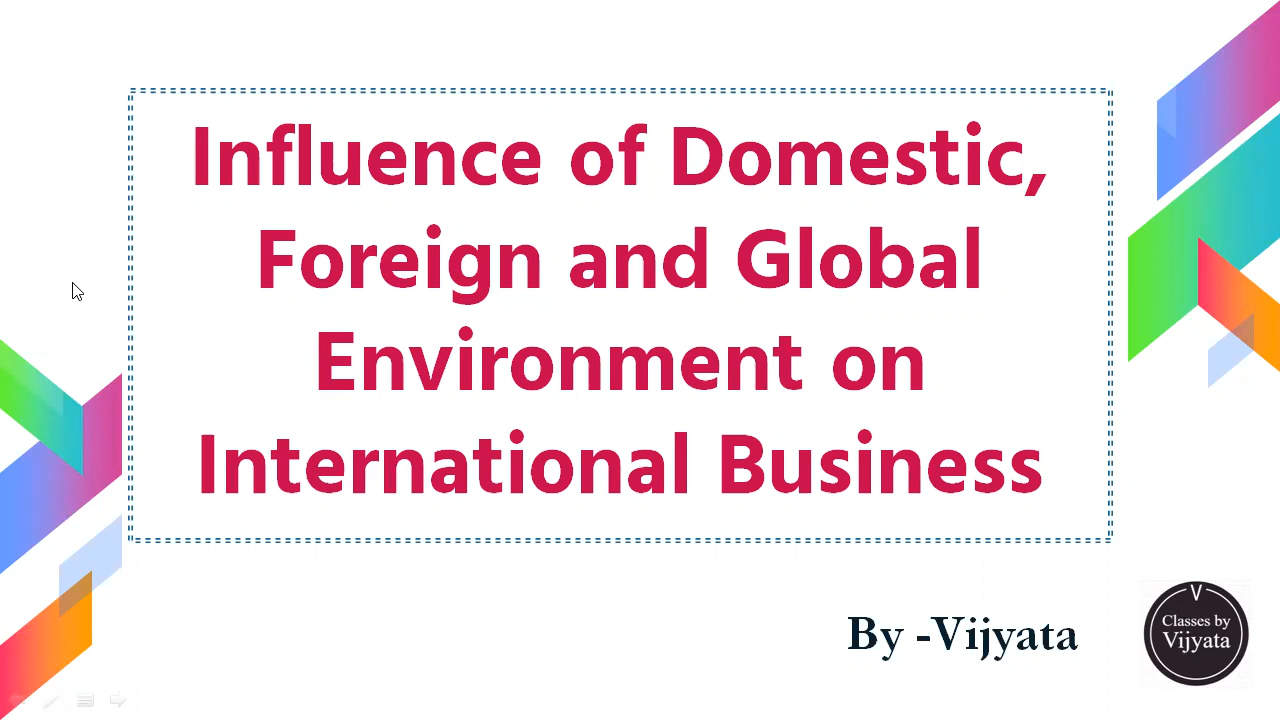 Influence of Domestic,
Foreign and Global
Environment on
International Business
By -Vijyata
V
Classes by
Vijyata